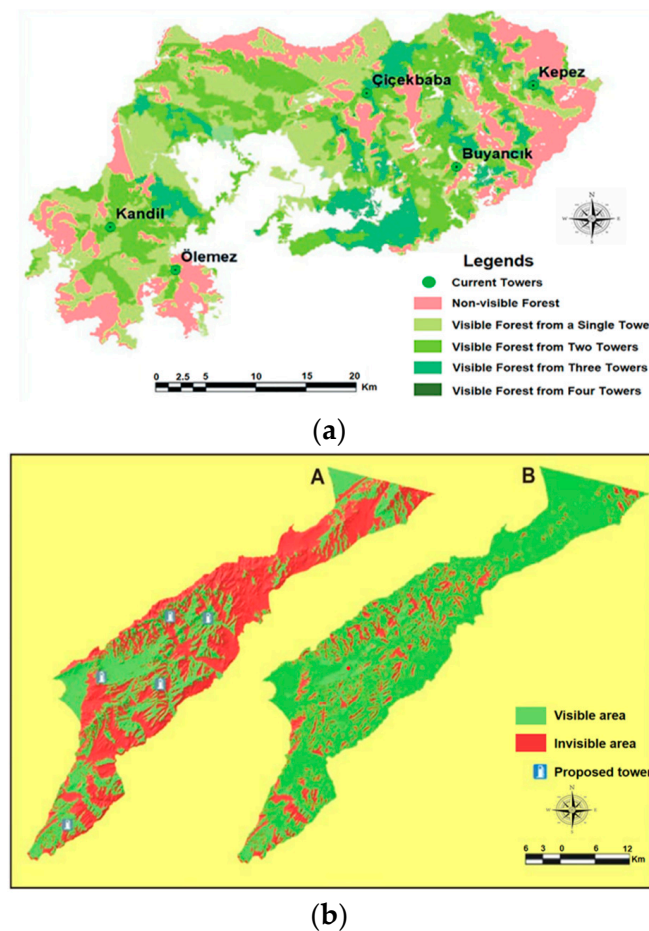 Çiçekbaba
Kepez
Buyancık
Kandil
Ölemez
N
W
E
S
Legends
Current Towers
Non-visible Forest
Visible Forest from a Single Towe
Visible Forest from Two Towers
Visible Forest from Three Towers
Visible Forest from Four Towers
0 2.5 5 10 15 20
Km
(a)
A
B
Visible area
Invisible area
Proposed tower
N
W
E
S
6 3 0 6 12
Km
(b)